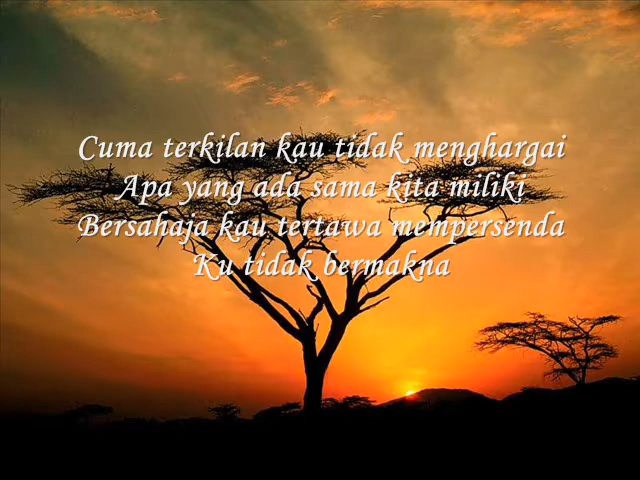 Cuma terkilan kau tidak menghargai
Apa yang ada sama kita miliki
Bersahaja kau tertawa mempersenda
Ku tidak bermakna